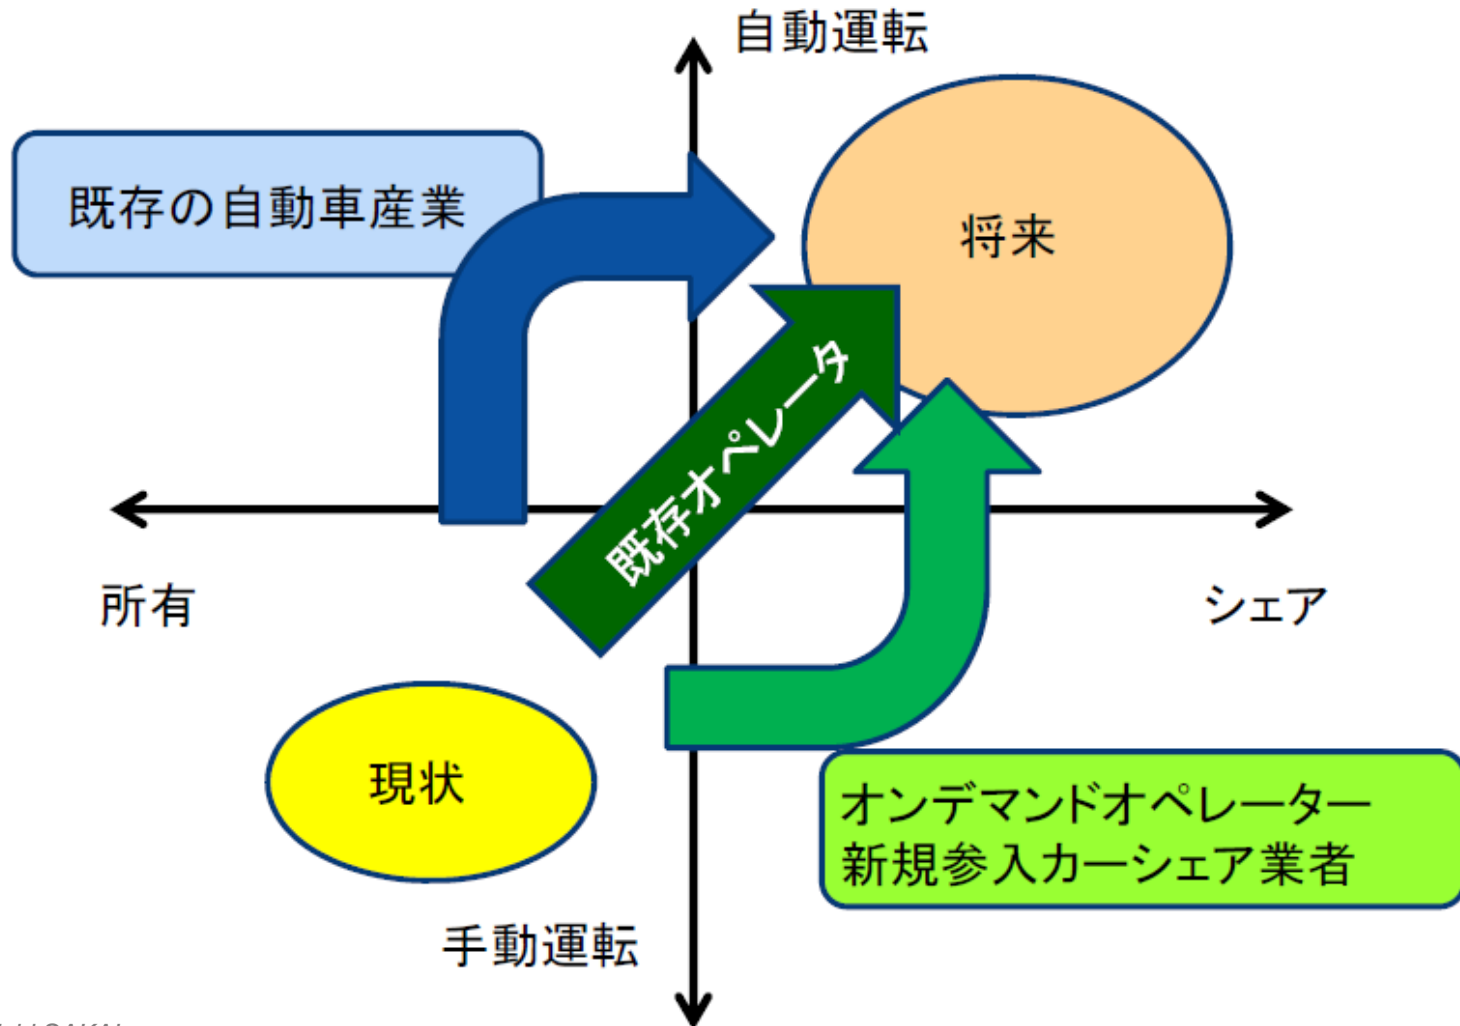 自動運転
既存の自動車産業
将来
既存オペレータ
所有
シェア
現状
オンデマンドオペレーター
新規参入カーシェア業者
手動運転